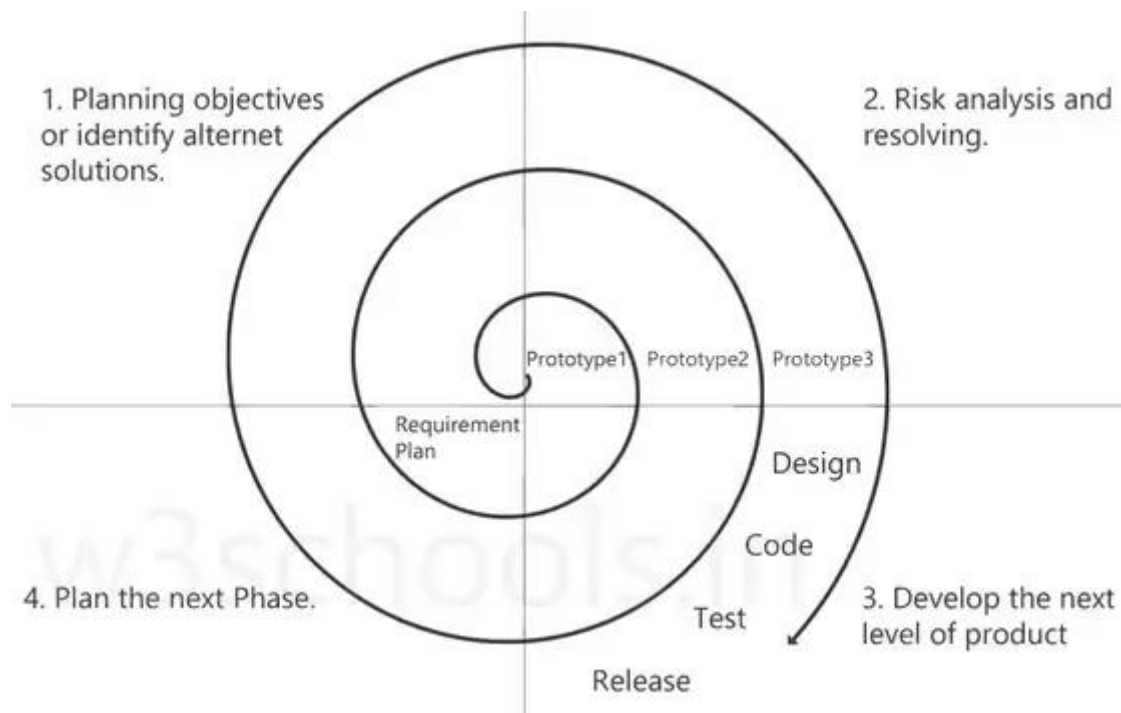 1. Planning objectives
or identify alternet
solutions.
2. Risk analysis and
resolving.
Prototype1
Prototype2
Prototype3
Requirement
Plan
Design
Code
Test
Release
w3schools.in
4. Plan the next Phase.
3. Develop the next
level of product